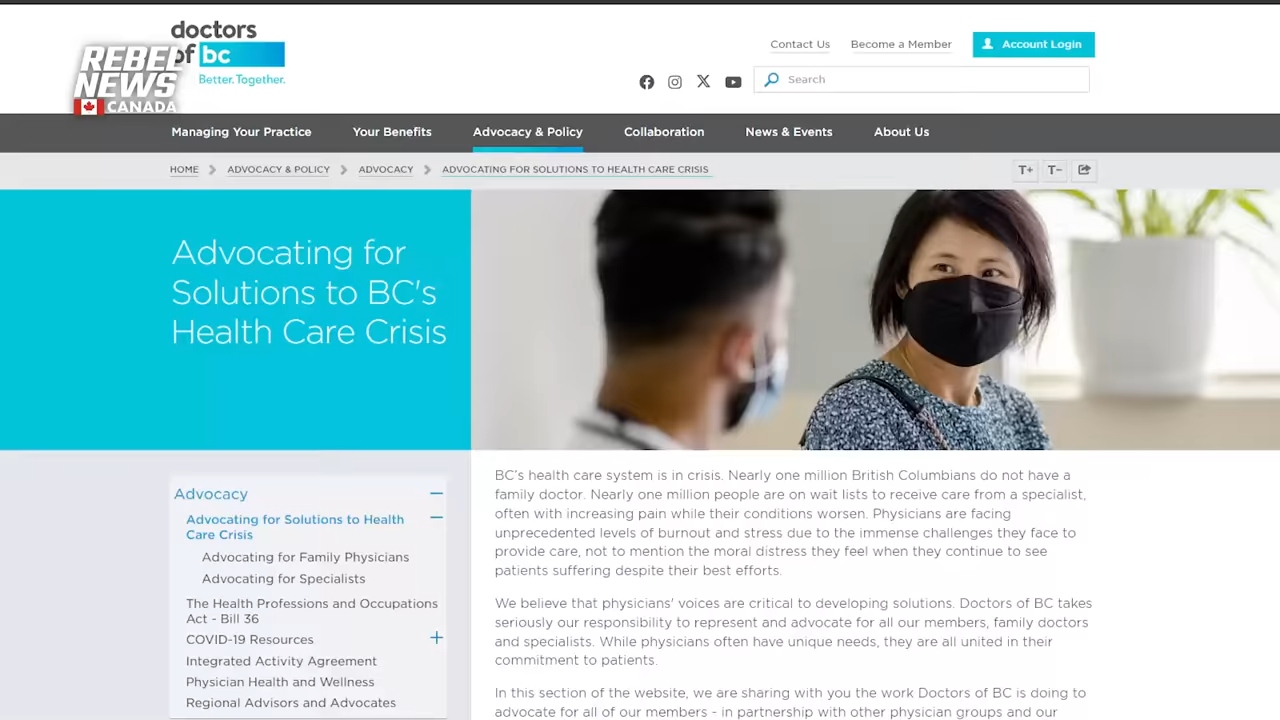 doctors
of bc
Better. Together.
REBEL
NEWS
CANADA
Contact Us
Become a Member
Account Login
Search
Managing Your Practice
Your Benefits
Advocacy & Policy
Collaboration
News & Events
About Us
HOME
ADVOCACY & POLICY
ADVOCACY
ADVOCATING FOR SOLUTIONS TO HEALTH CARE CRISIS
T+
T−
Advocating for
Solutions to BC's
Health Care Crisis
Advocacy
Advocating for Solutions to Health
Care Crisis
Advocating for Family Physicians
Advocating for Specialists
The Health Professions and Occupations
Act - Bill 36
COVID-19 Resources
Integrated Activity Agreement
Physician Health and Wellness
Regional Advisors and Advocates
BC's health care system is in crisis. Nearly one million British Columbians do not have a
family doctor. Nearly one million people are on wait lists to receive care from a specialist,
often with increasing pain while their conditions worsen. Physicians are facing
unprecedented levels of burnout and stress due to the immense challenges they face to
provide care, not to mention the moral distress they feel when they continue to see
patients suffering despite their best efforts.
We believe that physicians' voices are critical to developing solutions. Doctors of BC takes
seriously our responsibility to represent and advocate for all our members, family doctors
and specialists. While physicians often have unique needs, they are all united in their
commitment to patients.
In this section of the website, we are sharing with you the work Doctors of BC is doing to
advocate for all of our members - in partnership with other physician groups and our